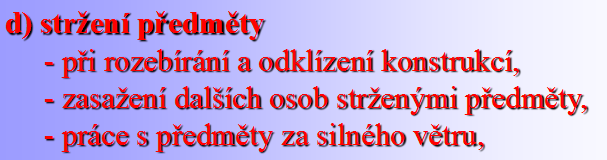 d) stržení předměty
- při rozebírání a odklízení konstrukcí,
- zasažení dalších osob strženými předměty,
- práce s předměty za silného větru,